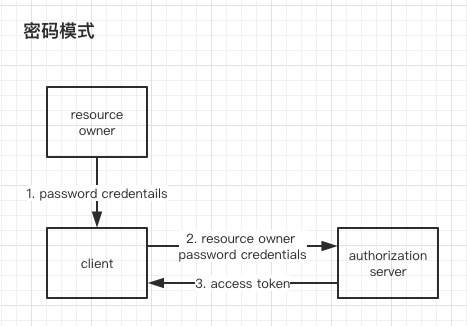 密码模式
resource
owner
1. password credentails
2. resource owner
password credentials
client
authorization
server
3. access token